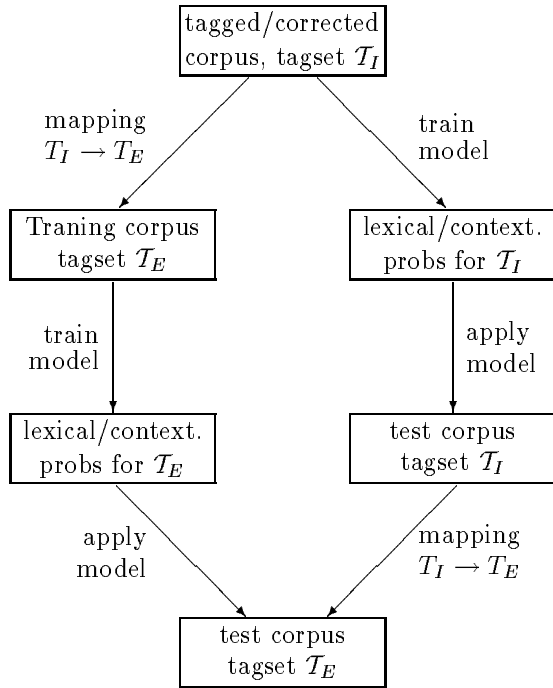 tagged/corrected
corpus, tagset 𝒯_I
mapping
T_I → T_E
train
model
Traning corpus
tagset 𝒯_E
lexical/context.
probs for 𝒯_I
train
model
apply
model
lexical/context.
probs for 𝒯_E
test corpus
tagset 𝒯_I
apply
model
mapping
T_I → T_E
test corpus
tagset 𝒯_E